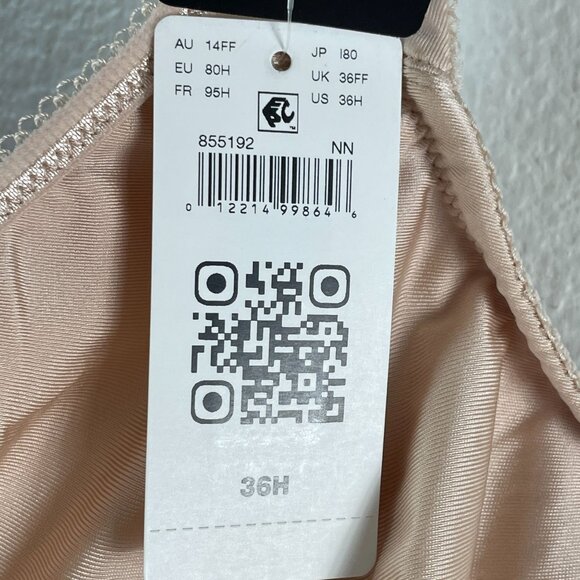 AU 14FF JP I80
EU 80H UK 36FF
FR 95H US 36H
TM
855192 NN
0 12214 99864 6
36H